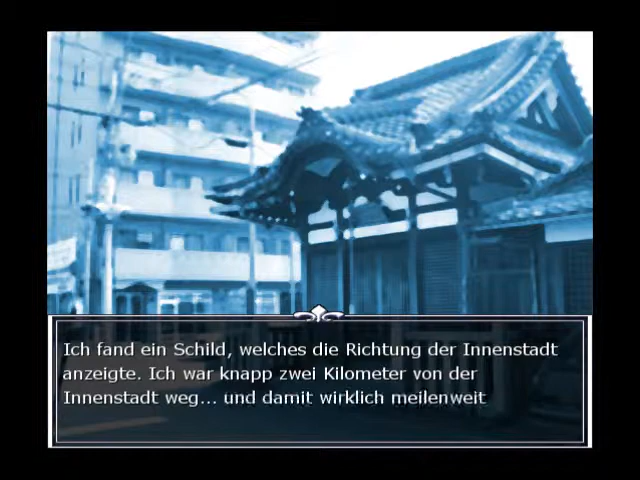 Ich fand ein Schild, welches die Richtung der Innenstadt
anzeigte. Ich war knapp zwei Kilometer von der
Innenstadt weg... und damit wirklich meilenweit